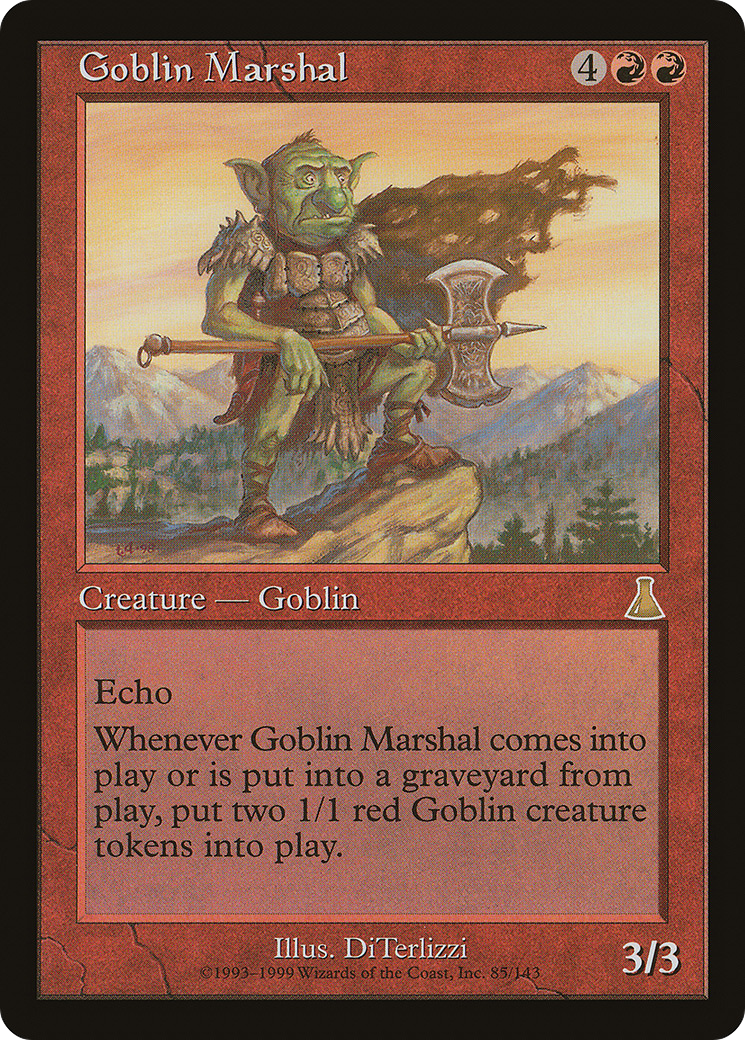 Goblin Marshal 4
TD '98
Creature — Goblin
Echo
Whenever Goblin Marshal comes into
play or is put into a graveyard from
play, put two 1/1 red Goblin creature
tokens into play.
Illus. DiTerlizzi
©1993–1999 Wizards of the Coast, Inc. 85/143
3/3